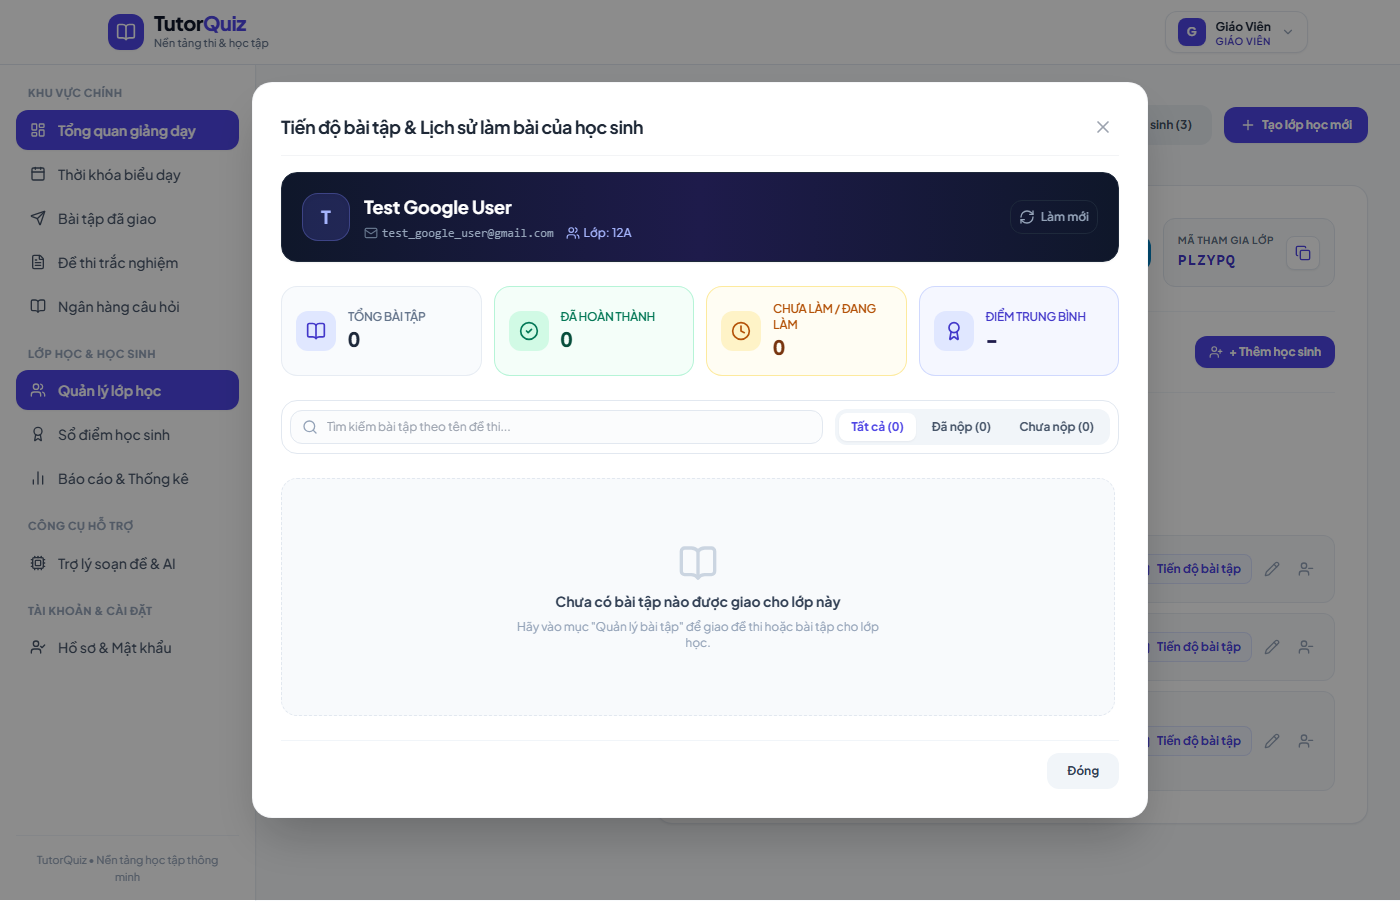 TutorQuiz
Nền tảng thi & học tập
G
Giáo Viên
GIÁO VIÊN
KHU VỰC CHÍNH
Tổng quan giảng dạy
Thời khóa biểu dạy
Bài tập đã giao
Đề thi trắc nghiệm
Ngân hàng câu hỏi
LỚP HỌC & HỌC SINH
Quản lý lớp học
Sổ điểm học sinh
Báo cáo & Thống kê
CÔNG CỤ HỖ TRỢ
Trợ lý soạn đề & AI
TÀI KHOẢN & CÀI ĐẶT
Hồ sơ & Mật khẩu
TutorQuiz • Nền tảng học tập thông
minh
sinh (3)
Tạo lớp học mới
MÃ THAM GIA LỚP
PLZYPQ
+ Thêm học sinh
Tiến độ bài tập
Tiến độ bài tập
Tiến độ bài tập
Tiến độ bài tập & Lịch sử làm bài của học sinh
T
Test Google User
test_google_user@gmail.com
Lớp: 12A
Làm mới
TỔNG BÀI TẬP
0
ĐÃ HOÀN THÀNH
0
CHƯA LÀM / ĐANG
LÀM
0
ĐIỂM TRUNG BÌNH
-
Tìm kiếm bài tập theo tên đề thi...
Tất cả (0)
Đã nộp (0)
Chưa nộp (0)
Chưa có bài tập nào được giao cho lớp này
Hãy vào mục "Quản lý bài tập" để giao đề thi hoặc bài tập cho lớp
học.
Đóng